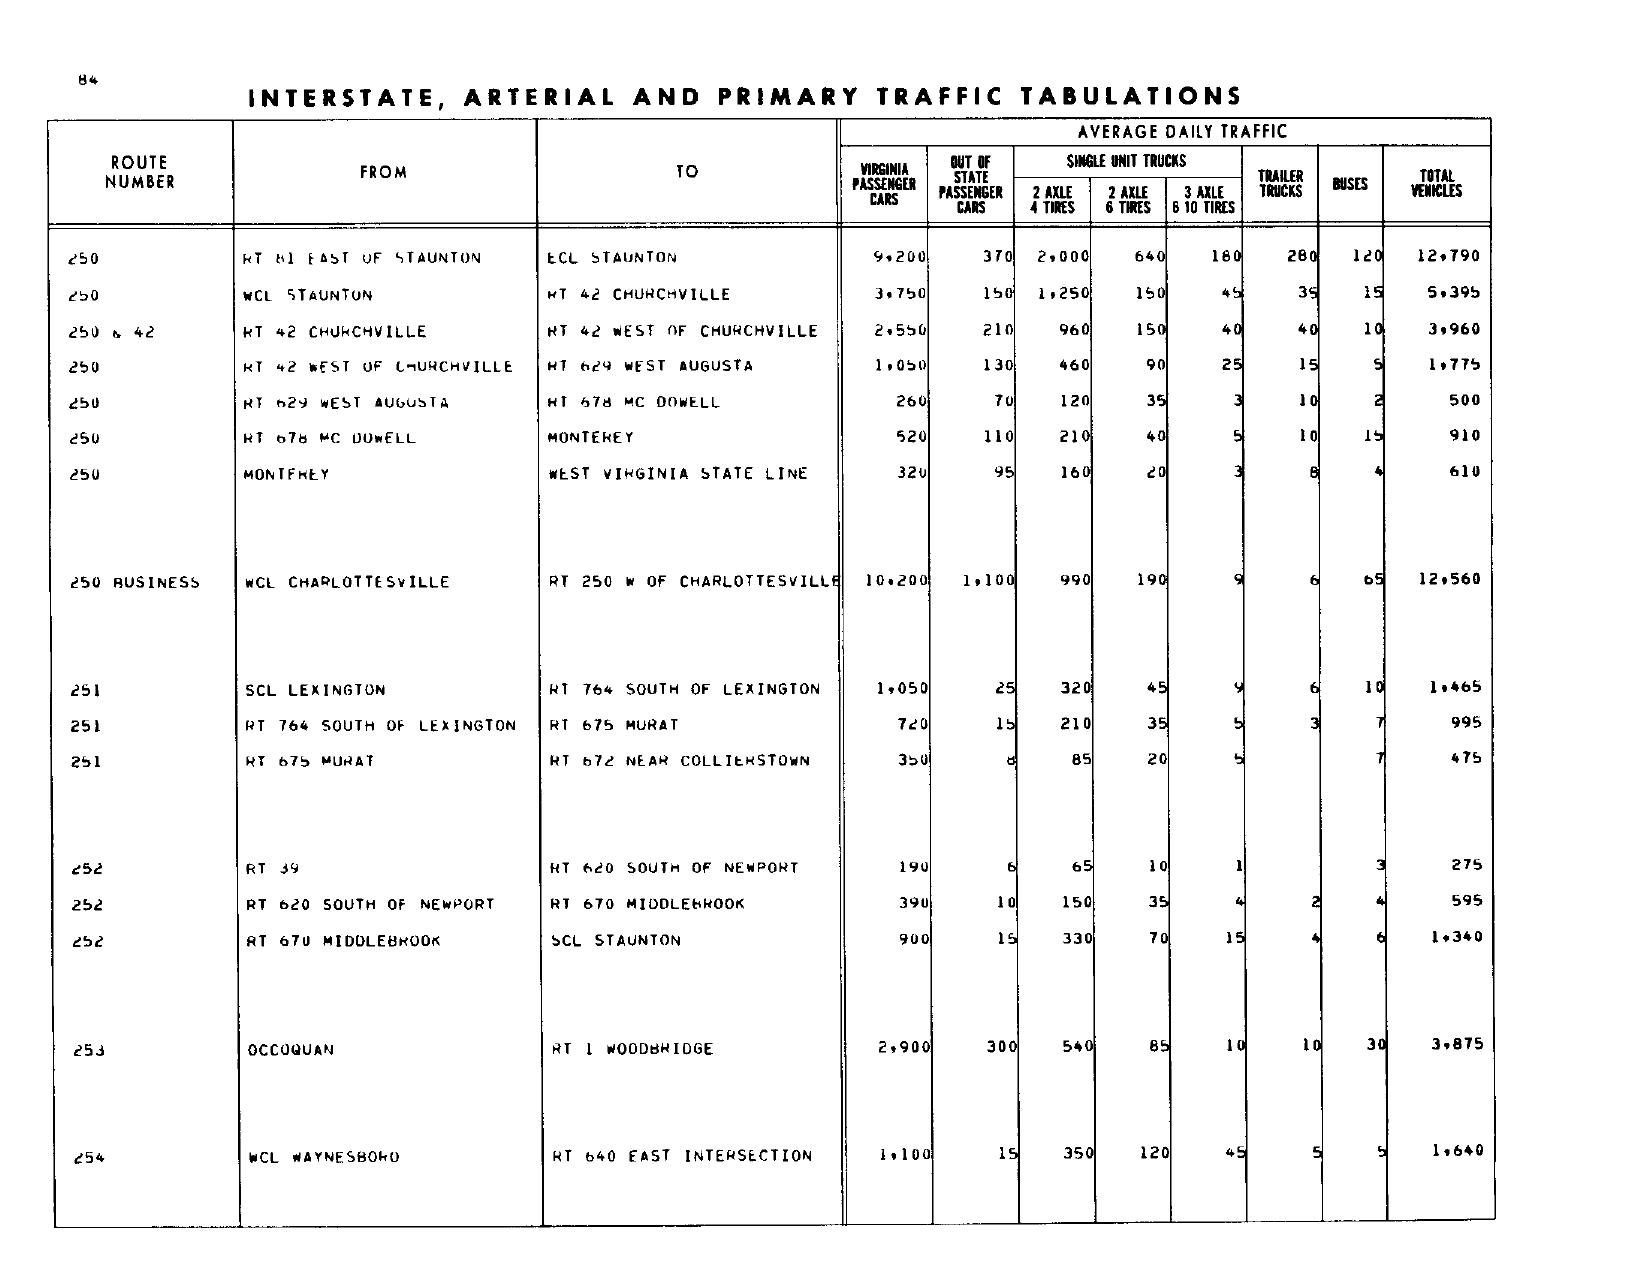 84
INTERSTATE, ARTERIAL AND PRIMARY TRAFFIC TABULATIONS
ROUTE NUMBER FROM TO AVERAGE DAILY TRAFFIC
VIRGINIA PASSENGER CARS OUT OF STATE PASSENGER CARS SINGLE UNIT TRUCKS 2 AXLE 4 TIRES 2 AXLE 6 TIRES 3 AXLE 6 10 TIRES TRAILER TRUCKS BUSES TOTAL VEHICLES
250 RT 81 EAST OF STAUNTON ECL STAUNTON 9,200 370 2,000 640 180 280 120 12,790
250 WCL STAUNTON RT 42 CHURCHVILLE 3,750 150 1,250 150 45 35 15 5,395
250 & 42 RT 42 CHURCHVILLE RT 42 WEST OF CHURCHVILLE 2,550 210 960 150 40 40 10 3,960
250 RT 42 WEST OF CHURCHVILLE RT 629 WEST AUGUSTA 1,050 130 460 90 25 15 5 1,775
250 RT 629 WEST AUGUSTA RT 678 MC DOWELL 260 70 120 35 3 10 2 500
250 RT 678 MC DOWELL MONTEREY 520 110 210 40 5 10 15 910
250 MONTEREY WEST VIRGINIA STATE LINE 320 95 160 20 3 8 4 610
250 BUSINESS WCL CHARLOTTESVILLE RT 250 W OF CHARLOTTESVILLE 10,200 1,100 990 190 9 6 65 12,560
251 SCL LEXINGTON RT 764 SOUTH OF LEXINGTON 1,050 25 320 45 9 6 10 1,465
251 RT 764 SOUTH OF LEXINGTON RT 675 MURAT 720 15 210 35 5 3 7 995
251 RT 675 MURAT RT 672 NEAR COLLIERSTOWN 350 8 85 20 5 7 475
252 RT 39 RT 620 SOUTH OF NEWPORT 190 6 65 10 1 3 275
252 RT 620 SOUTH OF NEWPORT RT 670 MIDDLEBROOK 390 10 150 35 4 2 4 595
252 RT 670 MIDDLEBROOK SCL STAUNTON 900 15 330 70 15 4 6 1,340
253 OCCOQUAN RT 1 WOODBRIDGE 2,900 300 540 85 10 10 30 3,875
254 WCL WAYNESBORO RT 640 EAST INTERSECTION 1,100 15 350 120 45 5 5 1,640